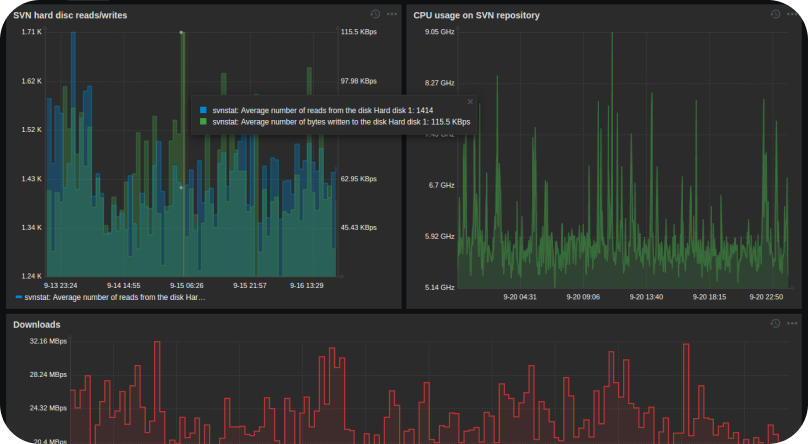 SVN hard disc reads/writes
1.71 K
1.62 K
1.52 K
1.43 K
1.34 K
1.24 K
115.5 KBps
97.98 KBps
62.95 KBps
45.43 KBps
svnstat: Average number of reads from the disk Hard disk 1: 1414
svnstat: Average number of bytes written to the disk Hard disk 1: 115.5 KBps
9-13 23:24
9-14 14:55
9-15 06:26
9-15 21:57
9-16 13:29
svnstat: Average number of reads from the disk Har...
CPU usage on SVN repository
9.05 GHz
8.27 GHz
6.7 GHz
5.92 GHz
5.14 GHz
9-20 04:31
9-20 09:06
9-20 13:40
9-20 18:15
9-20 22:50
Downloads
32.16 MBps
28.24 MBps
24.32 MBps
20.4 MBps